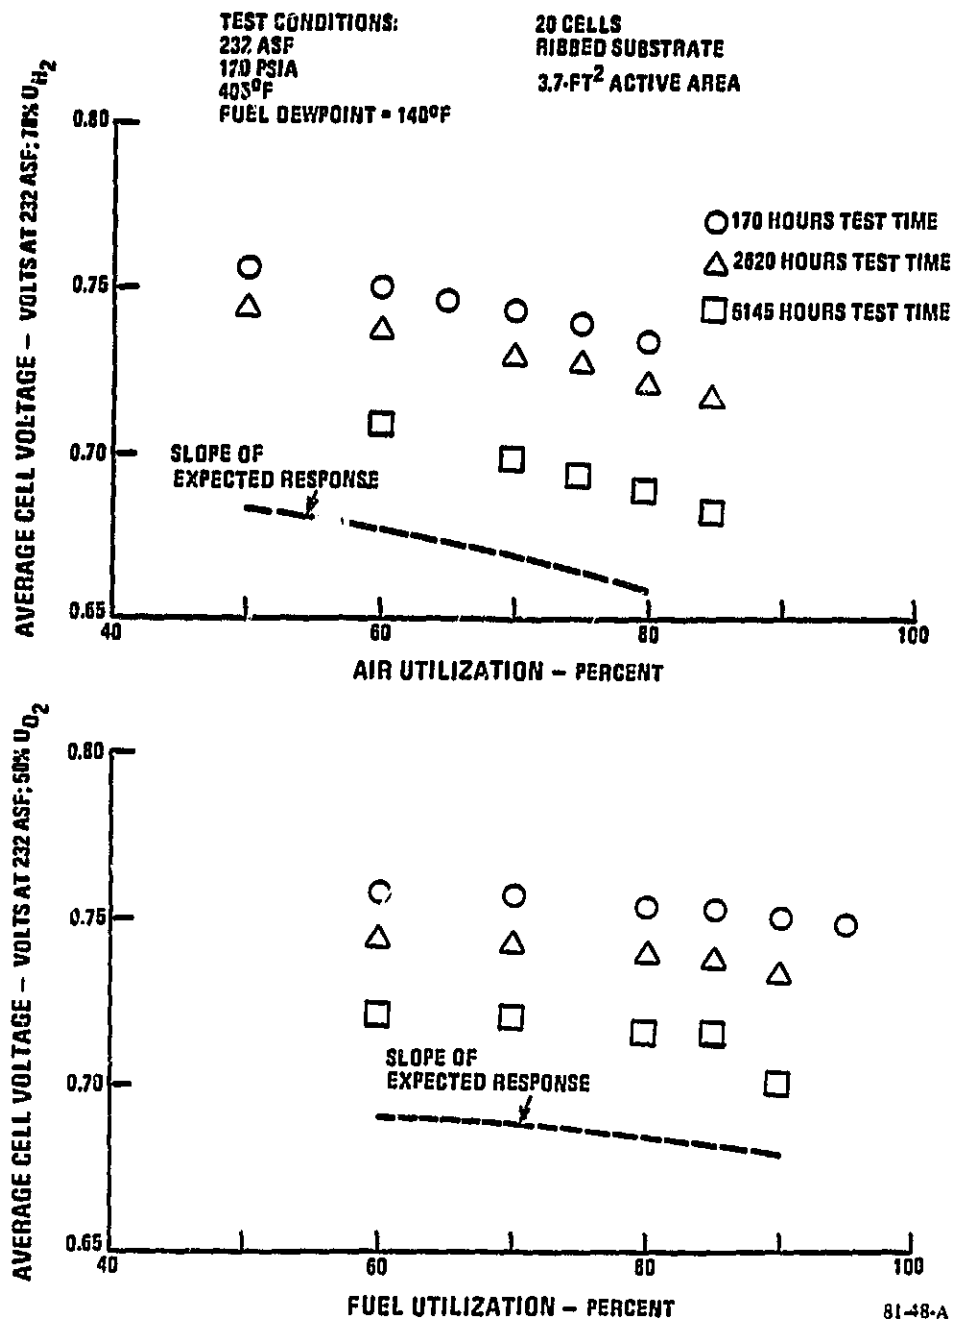 TEST CONDITIONS:
232 ASF
120 PSIA
403°F
FUEL DEWPOINT = 140°F
20 CELLS
RIBBED SUBSTRATE
3.7-FT² ACTIVE AREA
AVERAGE CELL VOLTAGE – VOLTS AT 232 ASF; 70% U_H2
0.80
0.75
0.70
0.65
170 HOURS TEST TIME
2620 HOURS TEST TIME
5145 HOURS TEST TIME
SLOPE OF
EXPECTED RESPONSE
40
60
80
100
AIR UTILIZATION – PERCENT
AVERAGE CELL VOLTAGE – VOLTS AT 232 ASF; 50% U_O2
0.80
0.75
0.70
0.65
SLOPE OF
EXPECTED RESPONSE
40
60
80
100
FUEL UTILIZATION – PERCENT
81-48-A